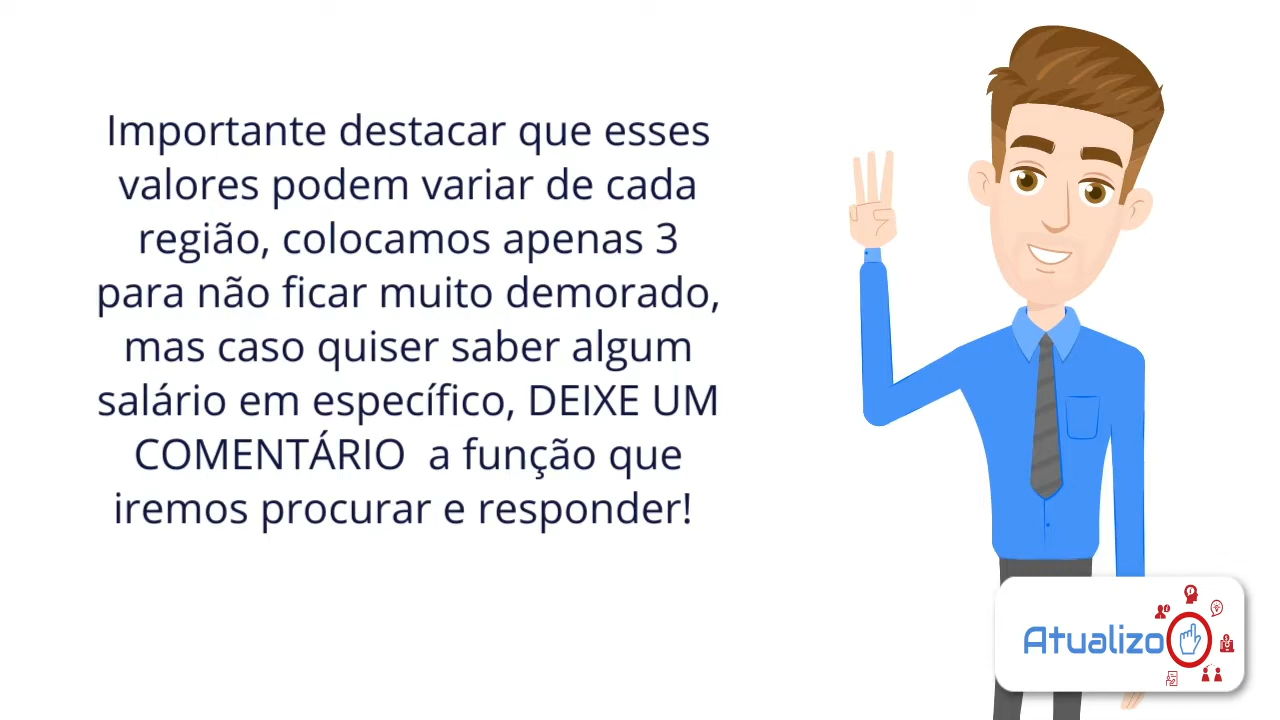 Importante destacar que esses
valores podem variar de cada
região, colocamos apenas 3
para não ficar muito demorado,
mas caso quiser saber algum
salário em específico, DEIXE UM
COMENTÁRIO  a função que
iremos procurar e responder!
Atualizo